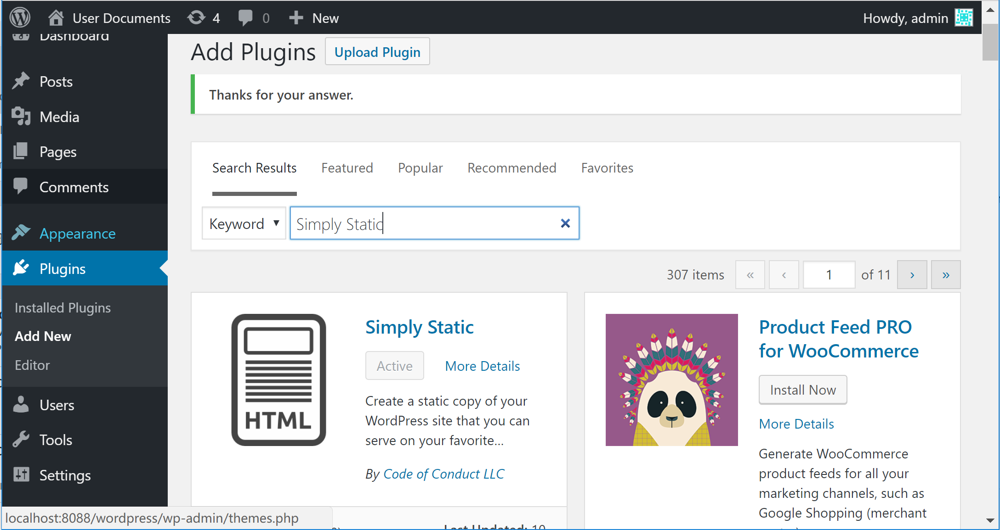 User Documents 4 0 New Howdy, admin
Dashboard
Posts
Media
Pages
Comments
Appearance
Plugins
Installed Plugins
Add New
Editor
Users
Tools
Settings
Add Plugins Upload Plugin
Thanks for your answer.
Search Results Featured Popular Recommended Favorites
Keyword Simply Static
307 items « ‹ 1 of 11 › »
Simply Static
Active More Details
Create a static copy of your
WordPress site that you can
serve on your favorite...
By Code of Conduct LLC
HTML
Product Feed PRO
for WooCommerce
Install Now
More Details
Generate WooCommerce
product feeds for all your
marketing channels, such as
Google Shopping (merchant
Last Updated: 10
localhost:8088/wordpress/wp-admin/themes.php